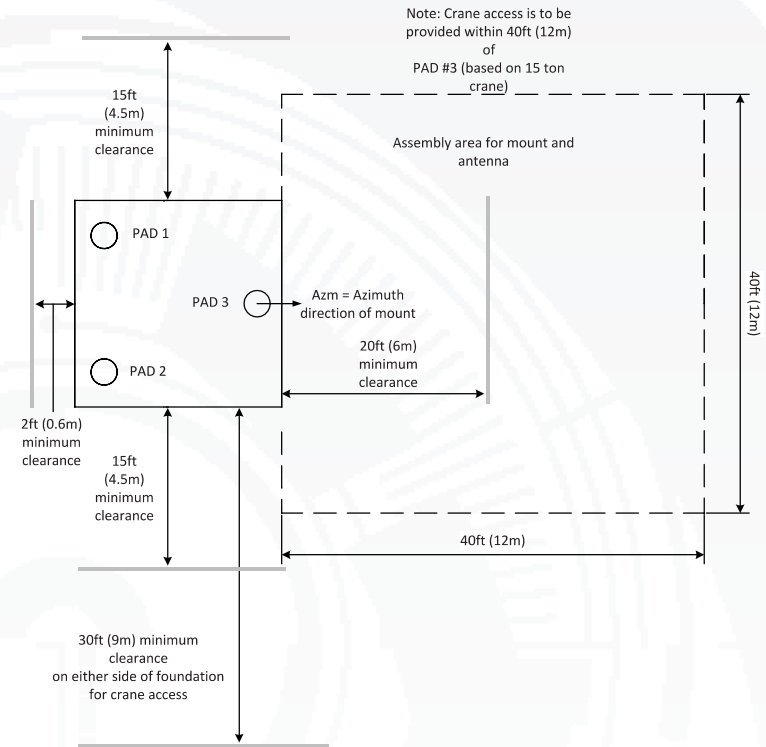 Note: Crane access is to be
provided within 40ft (12m)
of
PAD #3 (based on 15 ton
crane)
15ft
(4.5m)
minimum
clearance
Assembly area for mount and
antenna
PAD 1
PAD 3
Azm = Azimuth
direction of mount
40ft (12m)
20ft (6m)
minimum
clearance
PAD 2
2ft (0.6m)
minimum
clearance
15ft
(4.5m)
minimum
clearance
40ft (12m)
30ft (9m) minimum
clearance
on either side of foundation
for crane access